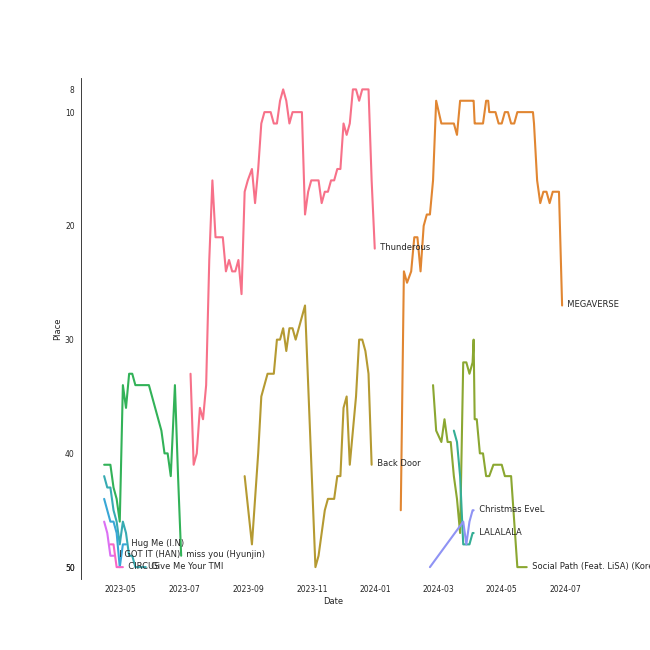 8
10
20
30
40
50
Place
Thunderous
MEGAVERSE
Back Door
Christmas EveL
LALALALA
Hug Me (I.N)
I GOT IT (HAN)
I miss you (Hyunjin)
CIRCUS
Give Me Your TMI
Social Path (Feat. LiSA) (Kore
2023-05
2023-07
2023-09
2023-11
2024-01
2024-03
2024-05
2024-07
Date